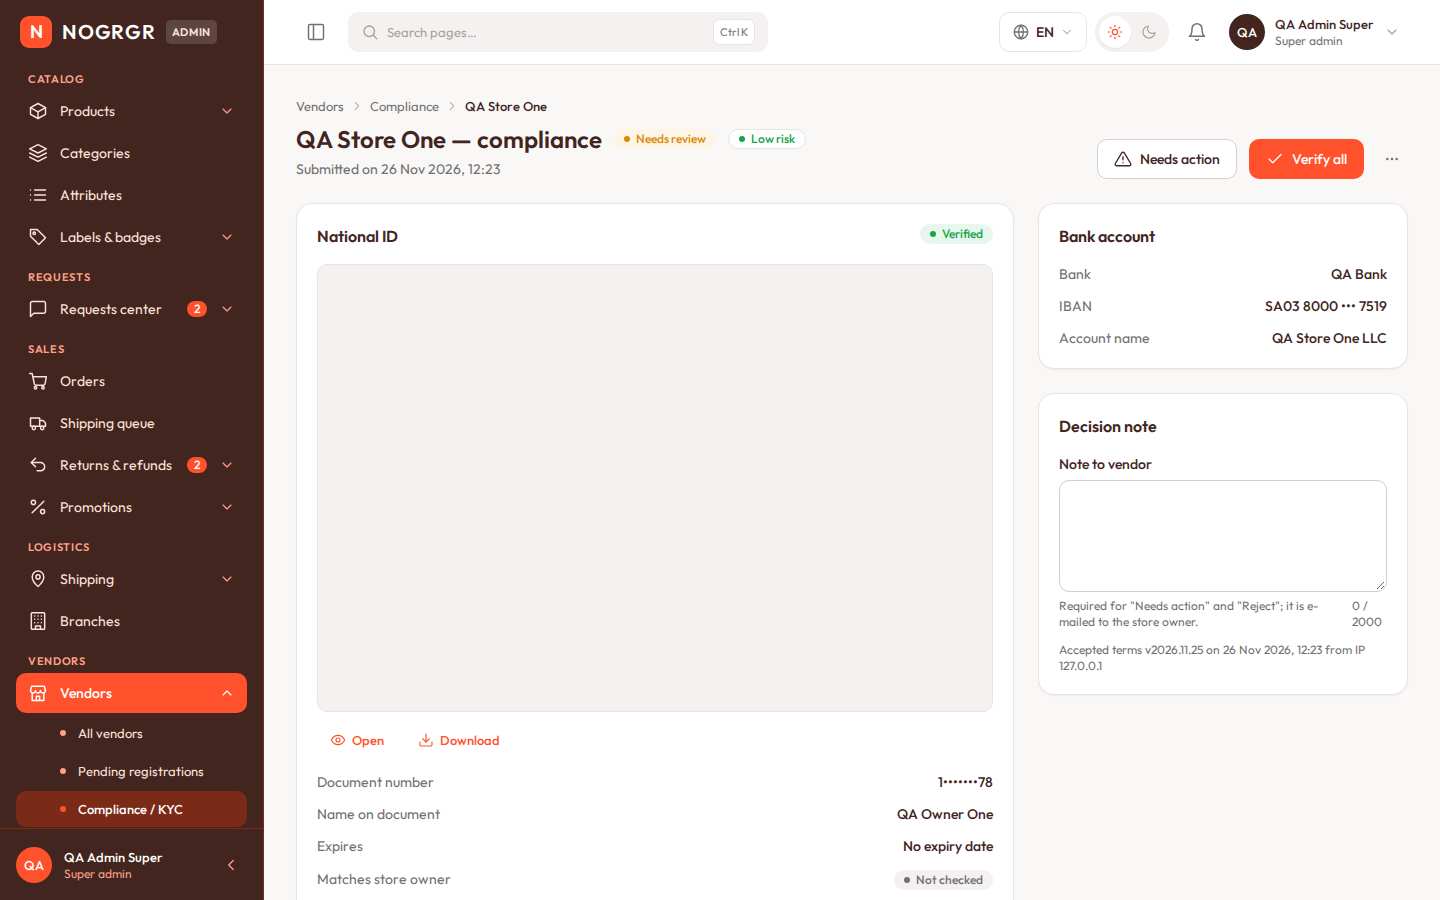 N NOGRGR ADMIN
CATALOG
Products
Categories
Attributes
Labels & badges
REQUESTS
Requests center 2
SALES
Orders
Shipping queue
Returns & refunds 2
Promotions
LOGISTICS
Shipping
Branches
VENDORS
Vendors
All vendors
Pending registrations
Compliance / KYC
QA QA Admin Super
Super admin
Search pages... Ctrl K
EN
QA QA Admin Super
Super admin
Vendors > Compliance > QA Store One
QA Store One — compliance Needs review Low risk
Submitted on 26 Nov 2026, 12:23
Needs action Verify all ...
National ID Verified
Open Download
Document number 1•••••••78
Name on document QA Owner One
Expires No expiry date
Matches store owner Not checked
Bank account
Bank QA Bank
IBAN SA03 8000 ••• 7519
Account name QA Store One LLC
Decision note
Note to vendor
Required for "Needs action" and "Reject"; it is e-
mailed to the store owner.
0 /
2000
Accepted terms v2026.11.25 on 26 Nov 2026, 12:23 from IP
127.0.0.1